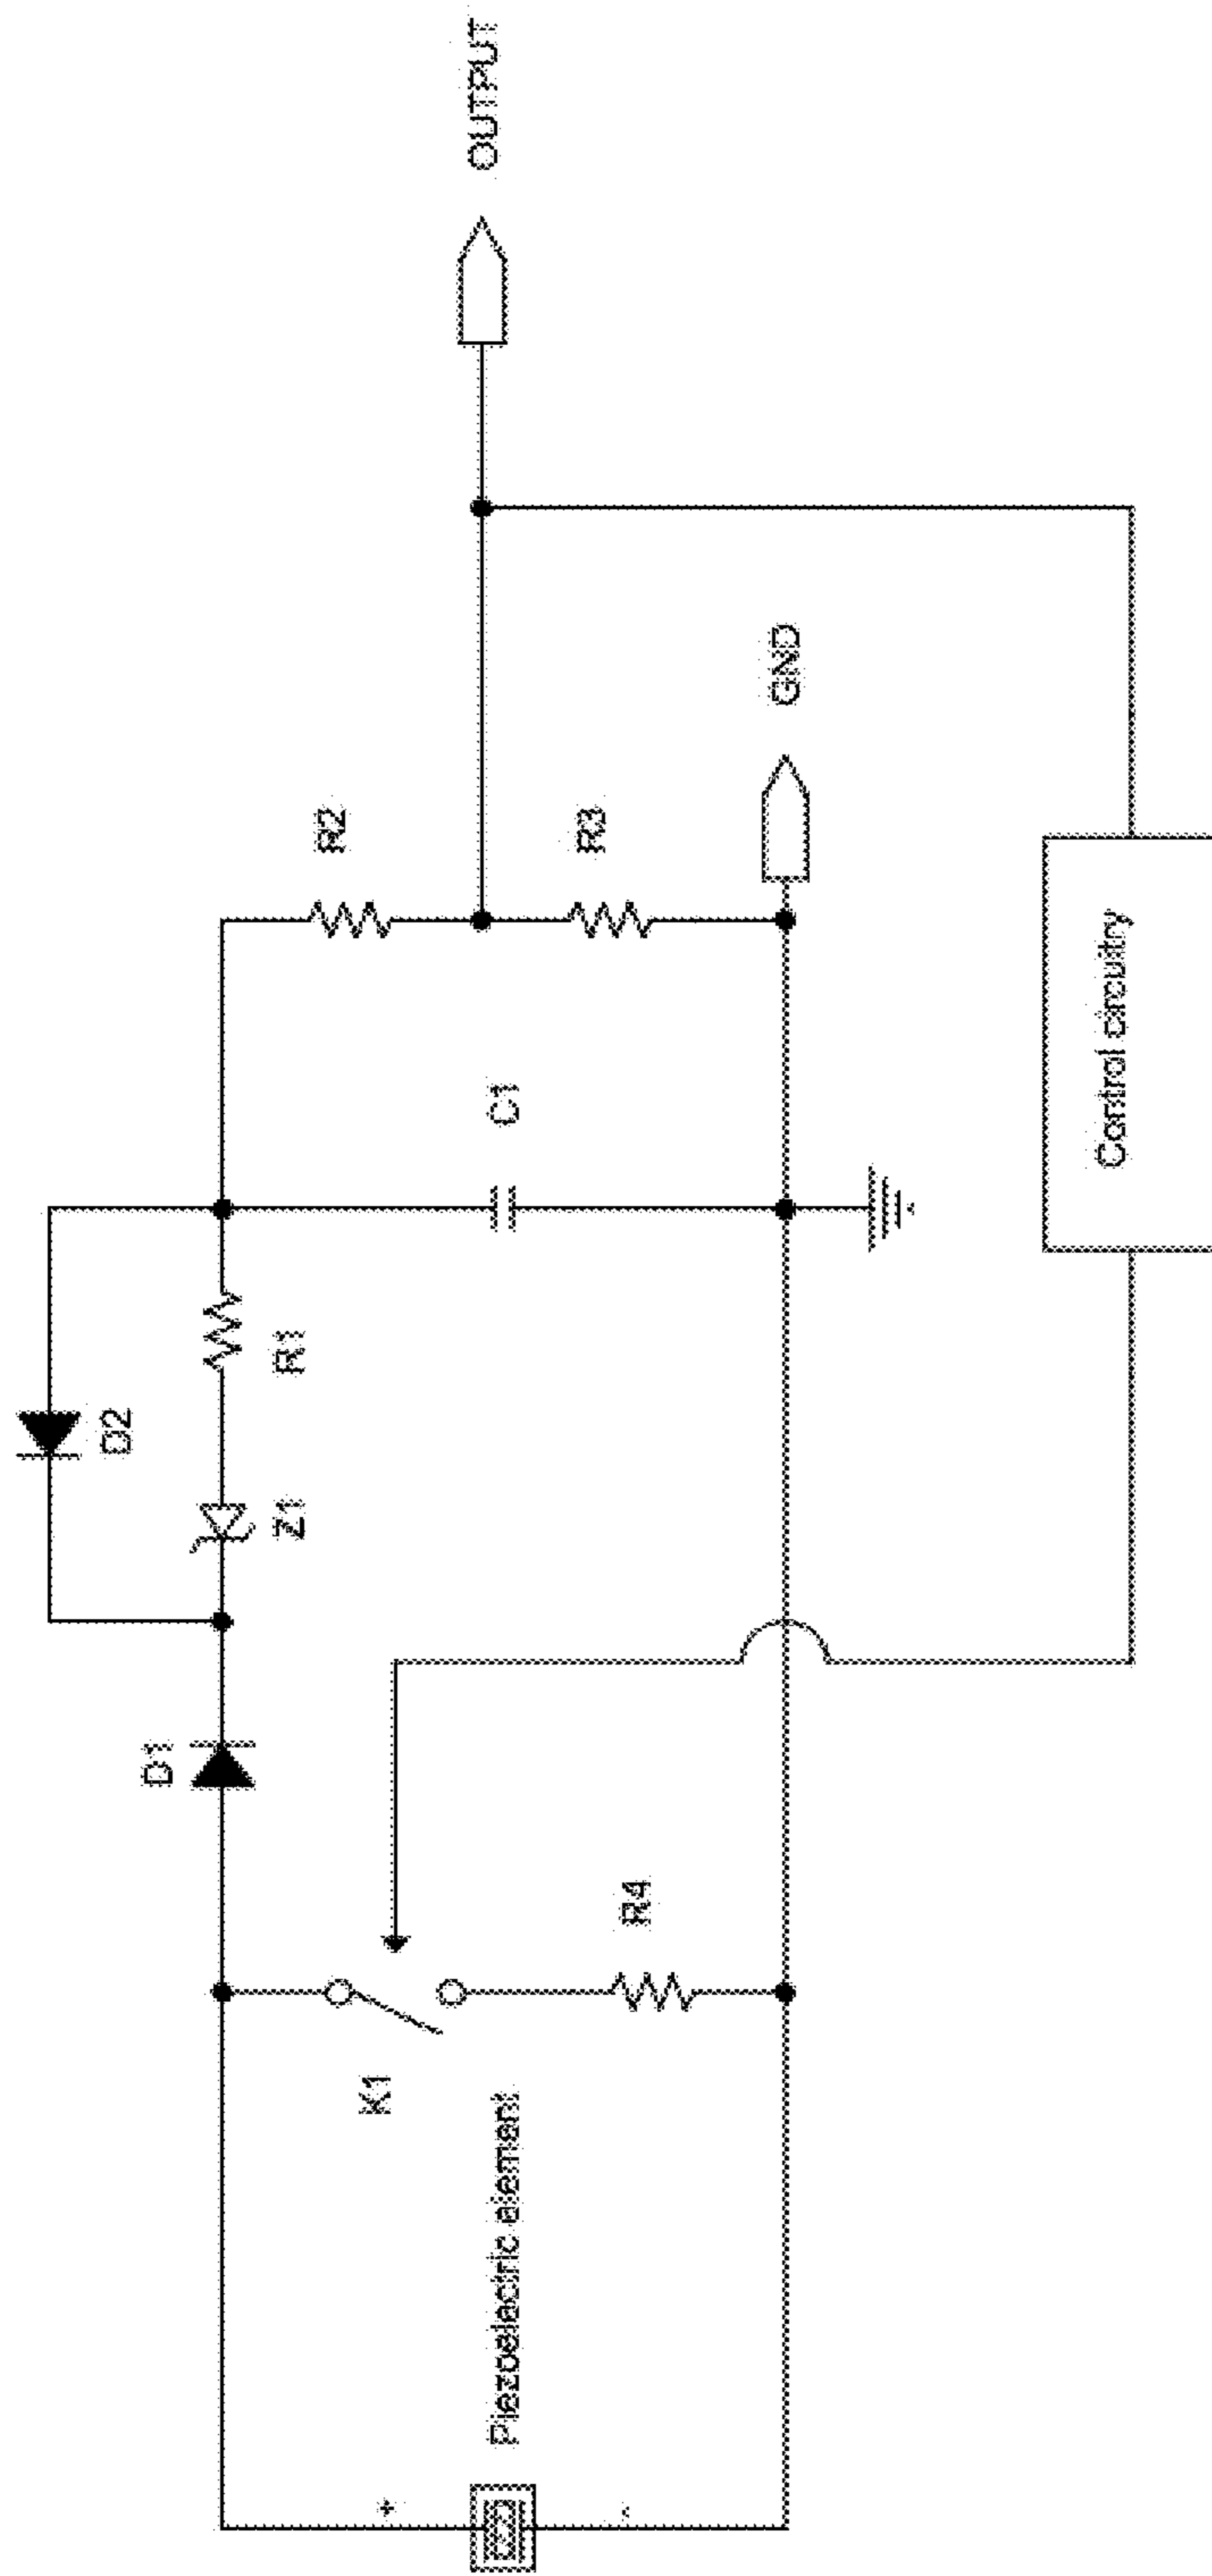 Piezoelectric element
+
-
K1
R4
D1
D2
Z1
R1
C1
R2
R3
GND
OUTPUT
Control circuitry